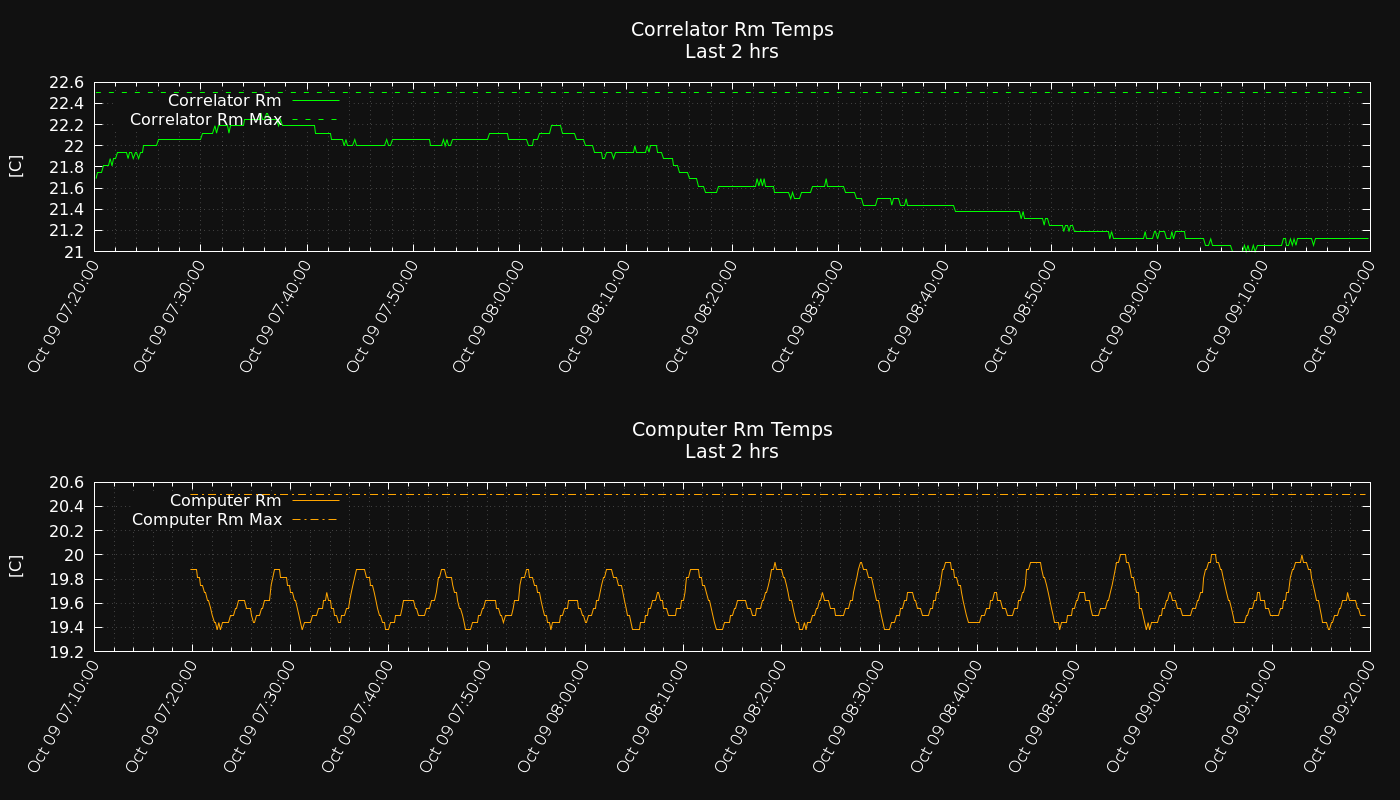 Correlator Rm Temps
Last 2 hrs
22.6
22.4
22.2
22
21.8
21.6
21.4
21.2
21
[C]
Correlator Rm
Correlator Rm Max
Oct 09 07:20:00
Oct 09 07:30:00
Oct 09 07:40:00
Oct 09 07:50:00
Oct 09 08:00:00
Oct 09 08:10:00
Oct 09 08:20:00
Oct 09 08:30:00
Oct 09 08:40:00
Oct 09 08:50:00
Oct 09 09:00:00
Oct 09 09:10:00
Oct 09 09:20:00
Computer Rm Temps
Last 2 hrs
20.6
20.4
20.2
20
19.8
19.6
19.4
19.2
[C]
Computer Rm
Computer Rm Max
Oct 09 07:10:00
Oct 09 07:20:00
Oct 09 07:30:00
Oct 09 07:40:00
Oct 09 07:50:00
Oct 09 08:00:00
Oct 09 08:10:00
Oct 09 08:20:00
Oct 09 08:30:00
Oct 09 08:40:00
Oct 09 08:50:00
Oct 09 09:00:00
Oct 09 09:10:00
Oct 09 09:20:00